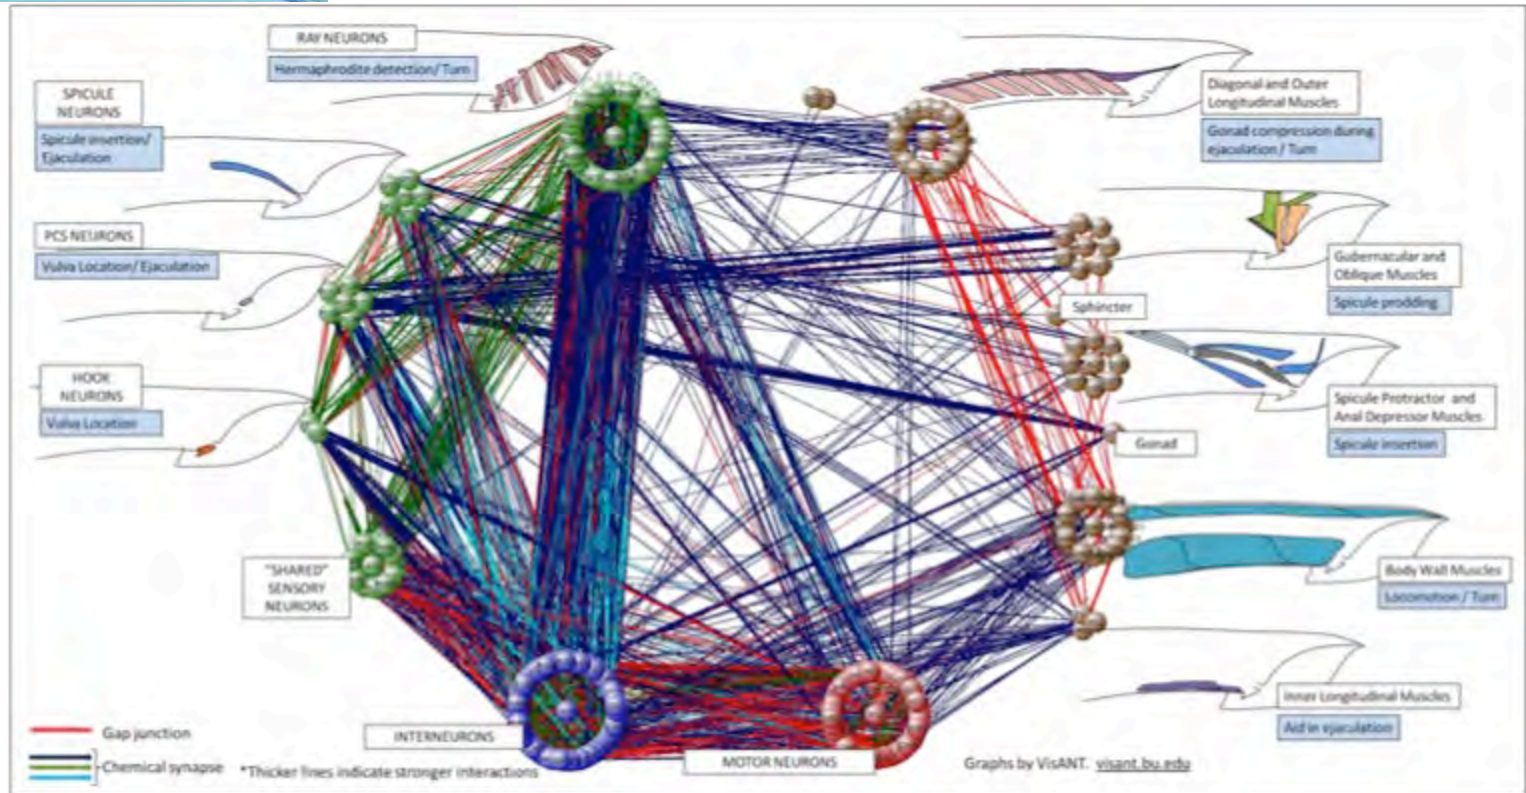 RAY NEURONS
Hermaphrodite detection/ Turn
SPICULE
NEURONS
Spicule insertion/
Ejaculation
PCS NEURONS
Vulva Location/ Ejaculation
HOOK
NEURONS
Vulva Location
"SHARED"
SENSORY
NEURONS
INTERNEURONS
MOTOR NEURONS
Diagonal and Outer
Longitudinal Muscles
Gonad compression during
ejaculation / Turn
Gubernacular and
Oblique Muscles
Spicule prodding
Sphincter
Spicule Protractor and
Anal Depressor Muscles
Spicule insertion
Gonad
Body Wall Muscles
Locomotion / Turn
Inner Longitudinal Muscles
Aid in ejaculation
Gap junction
Chemical synapse
*Thicker lines indicate stronger interactions
Graphs by VisANT. visant.bu.edu